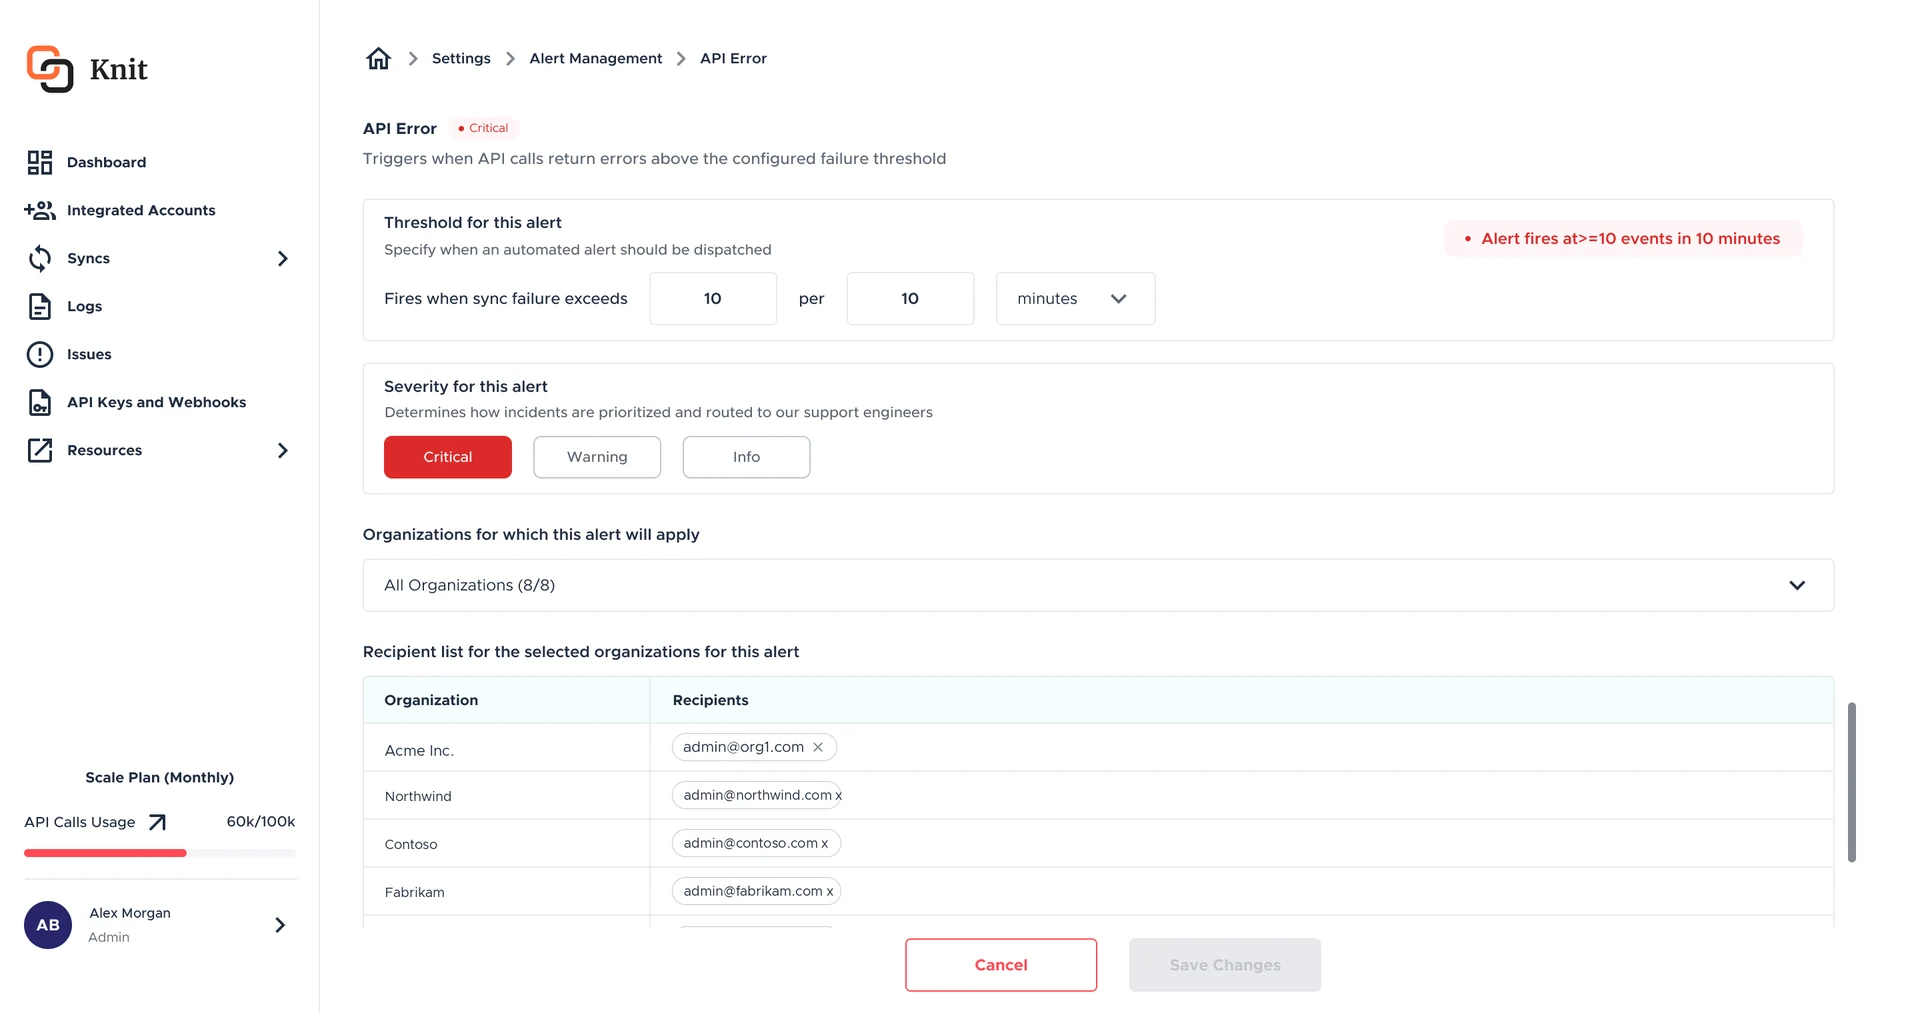 Knit
Settings > Alert Management > API Error
Dashboard
Integrated Accounts
Syncs
Logs
Issues
API Keys and Webhooks
Resources
Scale Plan (Monthly)
API Calls Usage 60k/100k
AB
Alex Morgan
Admin
API Error • Critical
Triggers when API calls return errors above the configured failure threshold
Threshold for this alert
Specify when an automated alert should be dispatched
• Alert fires at>=10 events in 10 minutes
Fires when sync failure exceeds 10 per 10 minutes
Severity for this alert
Determines how incidents are prioritized and routed to our support engineers
Critical Warning Info
Organizations for which this alert will apply
All Organizations (8/8)
Recipient list for the selected organizations for this alert
Organization Recipients
Acme Inc. admin@org1.com ×
Northwind admin@northwind.com x
Contoso admin@contoso.com x
Fabrikam admin@fabrikam.com x
Cancel Save Changes